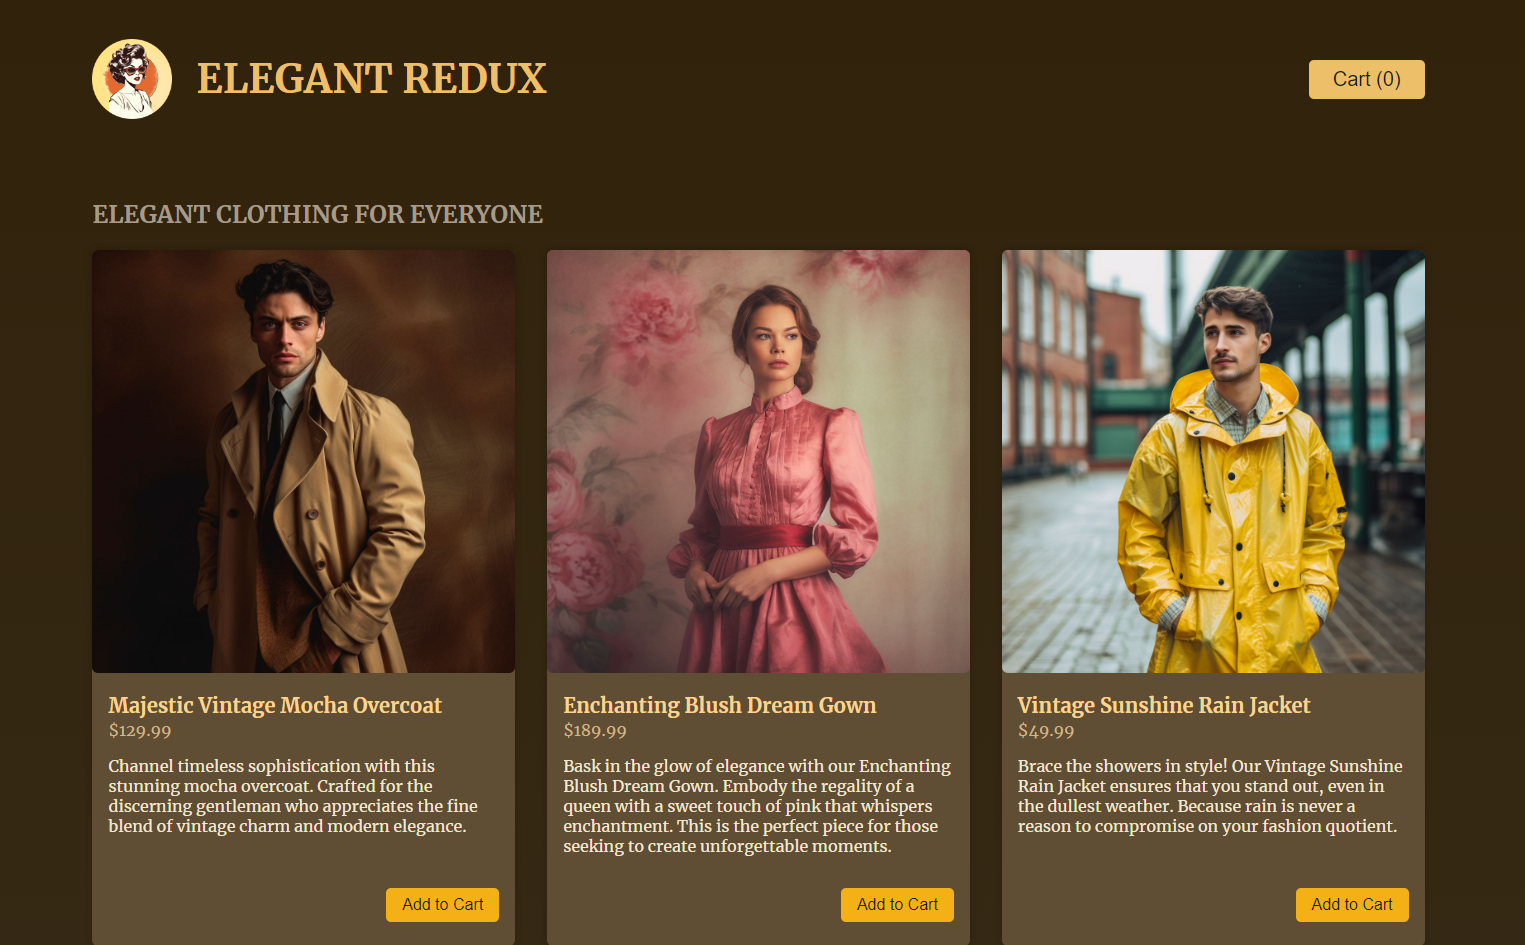 ELEGANT REDUX
Cart (0)
ELEGANT CLOTHING FOR EVERYONE
Majestic Vintage Mocha Overcoat
$129.99
Channel timeless sophistication with this
stunning mocha overcoat. Crafted for the
discerning gentleman who appreciates the fine
blend of vintage charm and modern elegance.
Add to Cart
Enchanting Blush Dream Gown
$189.99
Bask in the glow of elegance with our Enchanting
Blush Dream Gown. Embody the regality of a
queen with a sweet touch of pink that whispers
enchantment. This is the perfect piece for those
seeking to create unforgettable moments.
Add to Cart
Vintage Sunshine Rain Jacket
$49.99
Brace the showers in style! Our Vintage Sunshine
Rain Jacket ensures that you stand out, even in
the dullest weather. Because rain is never a
reason to compromise on your fashion quotient.
Add to Cart